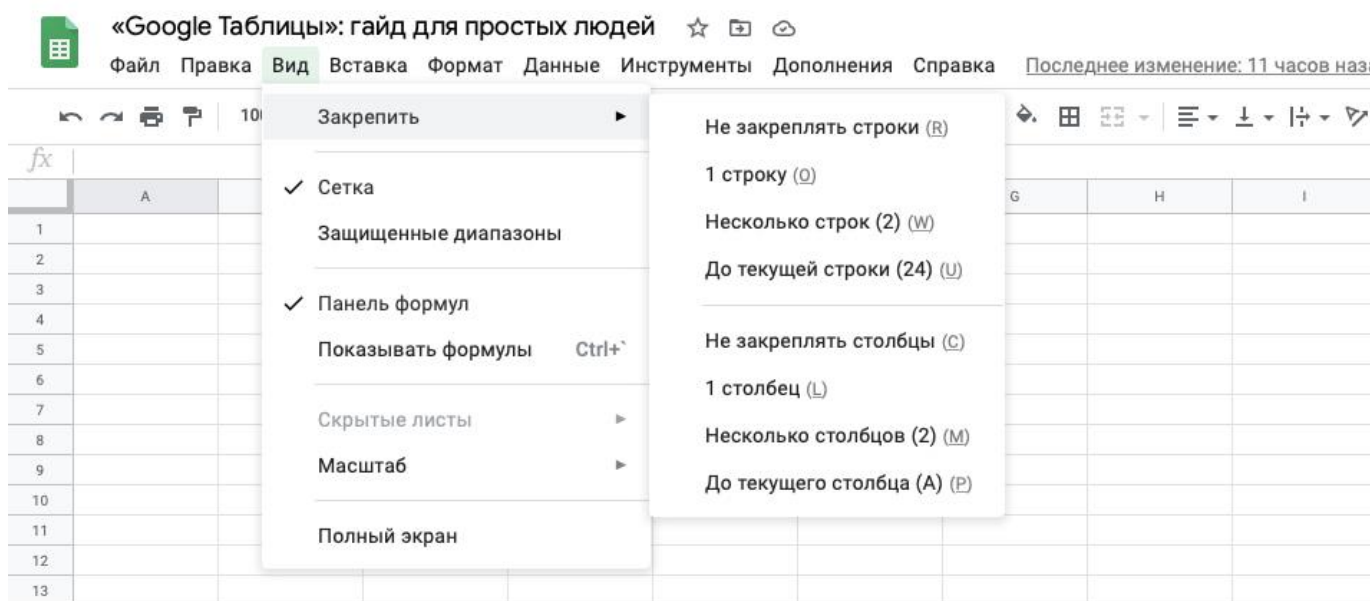 «Google Таблицы»: гайд для простых людей
Файл Правка Вид Вставка Формат Данные Инструменты Дополнения Справка Последнее изменение: 11 часов наза
10
fx
A G H I
1
2
3
4
5
6
7
8
9
10
11
12
13
Закрепить
Сетка
Защищенные диапазоны
Панель формул
Показывать формулы Ctrl+`
Скрытые листы
Масштаб
Полный экран
Не закреплять строки (R)
1 строку (O)
Несколько строк (2) (W)
До текущей строки (24) (U)
Не закреплять столбцы (C)
1 столбец (L)
Несколько столбцов (2) (M)
До текущего столбца (A) (P)